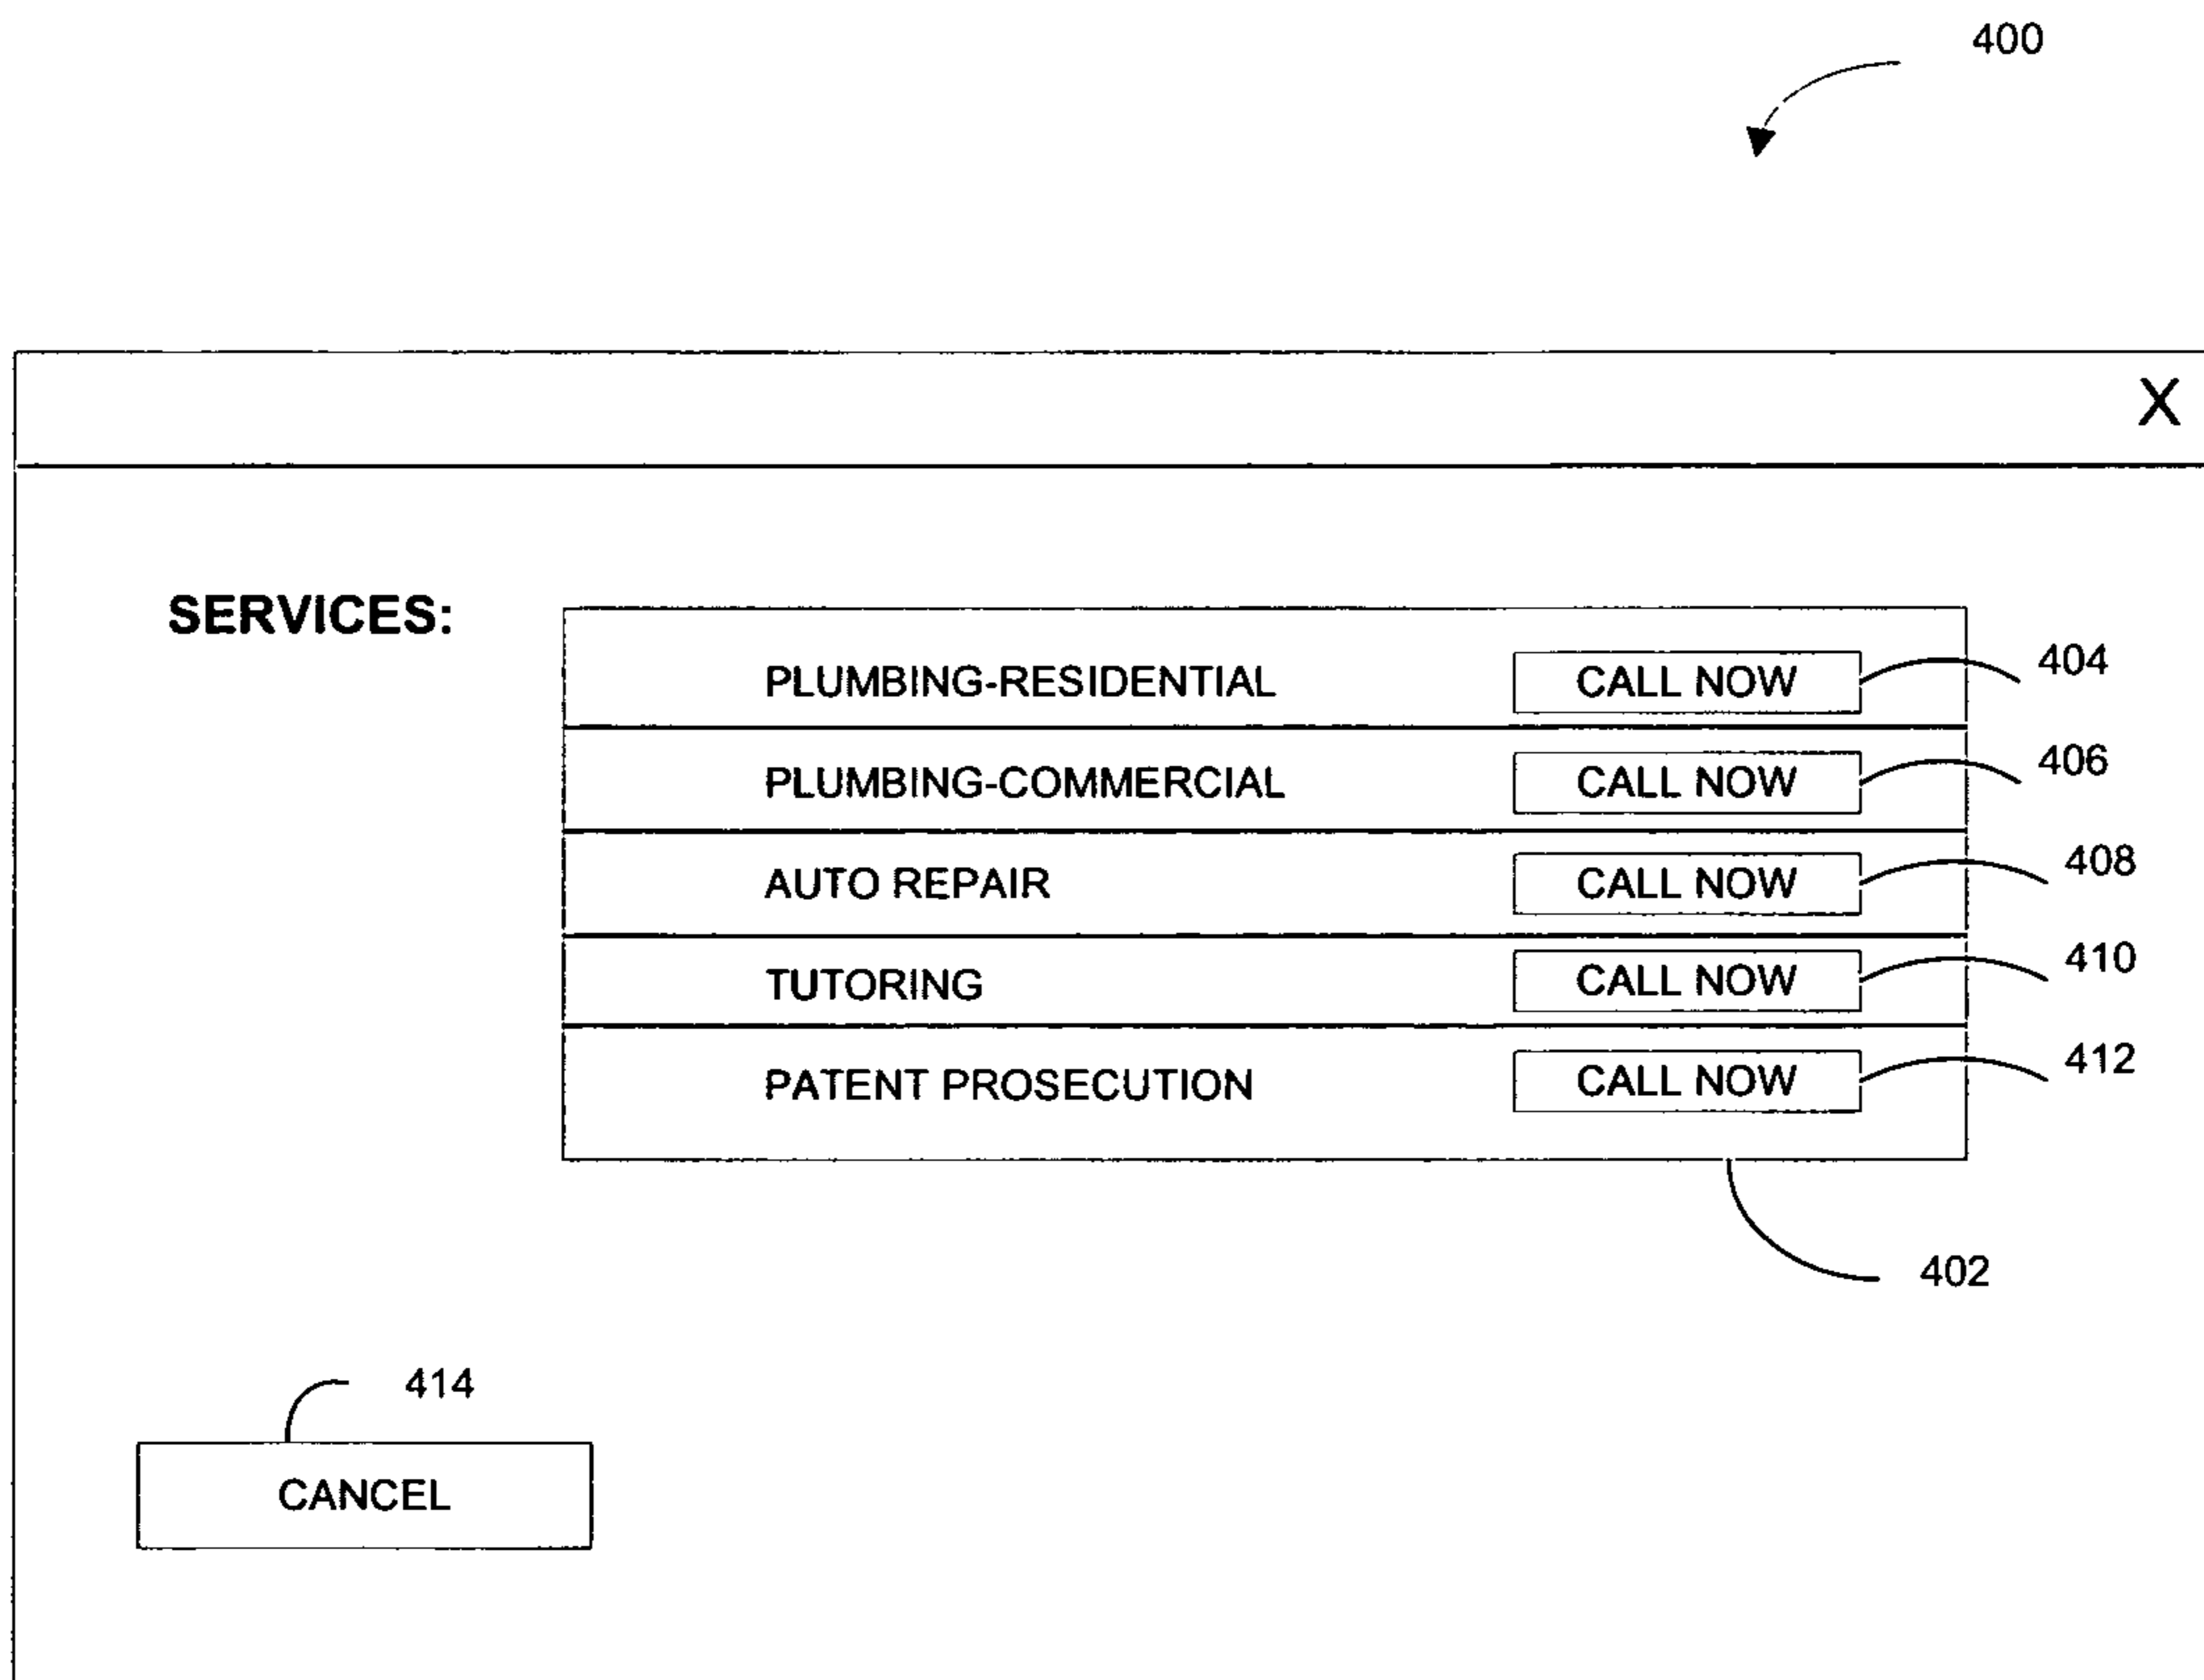 400
X
SERVICES:
PLUMBING-RESIDENTIAL CALL NOW 404
PLUMBING-COMMERCIAL CALL NOW 406
AUTO REPAIR CALL NOW 408
TUTORING CALL NOW 410
PATENT PROSECUTION CALL NOW 412
402
414
CANCEL